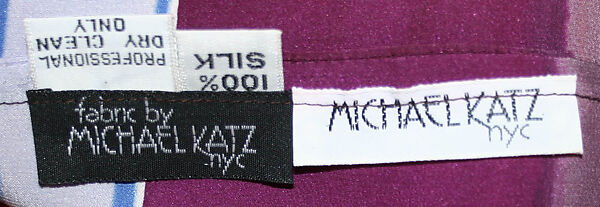 PROFESSIONAL
DRY CLEAN
ONLY
100%
SILK
fabric by
MICHAEL KATZ
nyc
MICHAEL KATZ
nyc